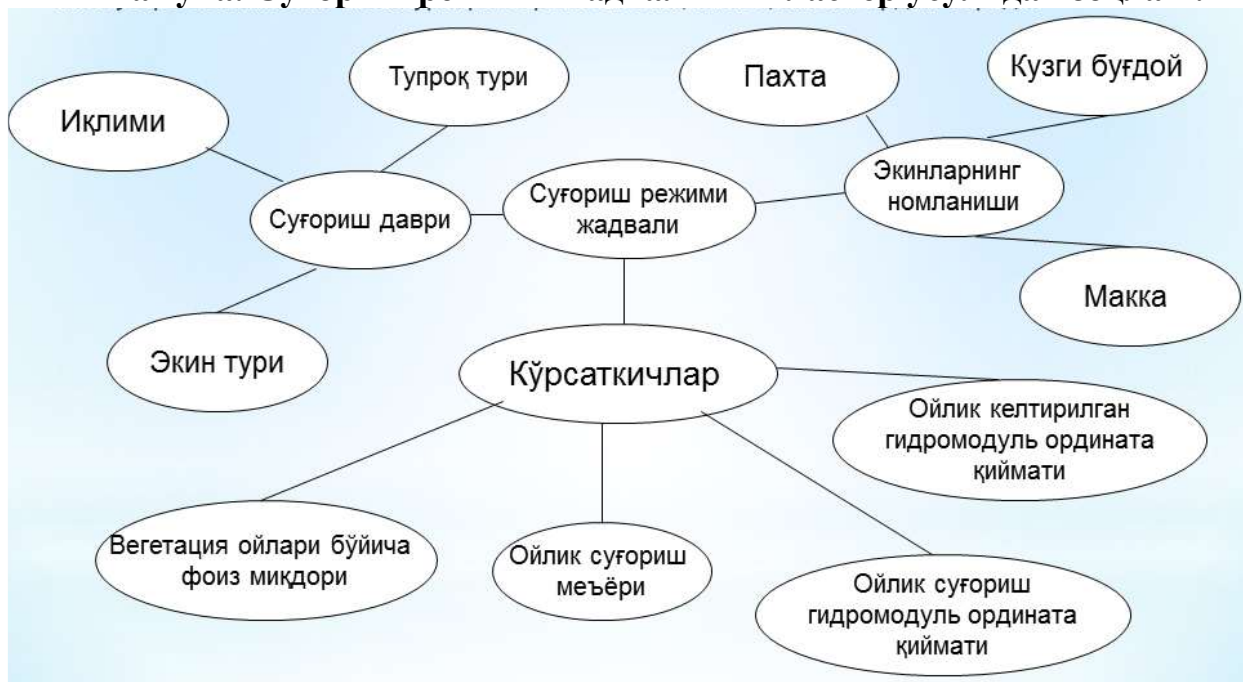 Тупроқ тури
Пахта
Кузги буғдой
Иқлими
Суғориш даври
Суғориш режими
жадвали
Экинларнинг
номланиши
Экин тури
Макка
Кўрсаткичлар
Ойлик келтирилган
гидромодуль ордината
қиймати
Вегетация ойлари бўйича
фоиз миқдори
Ойлик суғориш
меъёри
Ойлик суғориш
гидромодуль ордината
қиймати